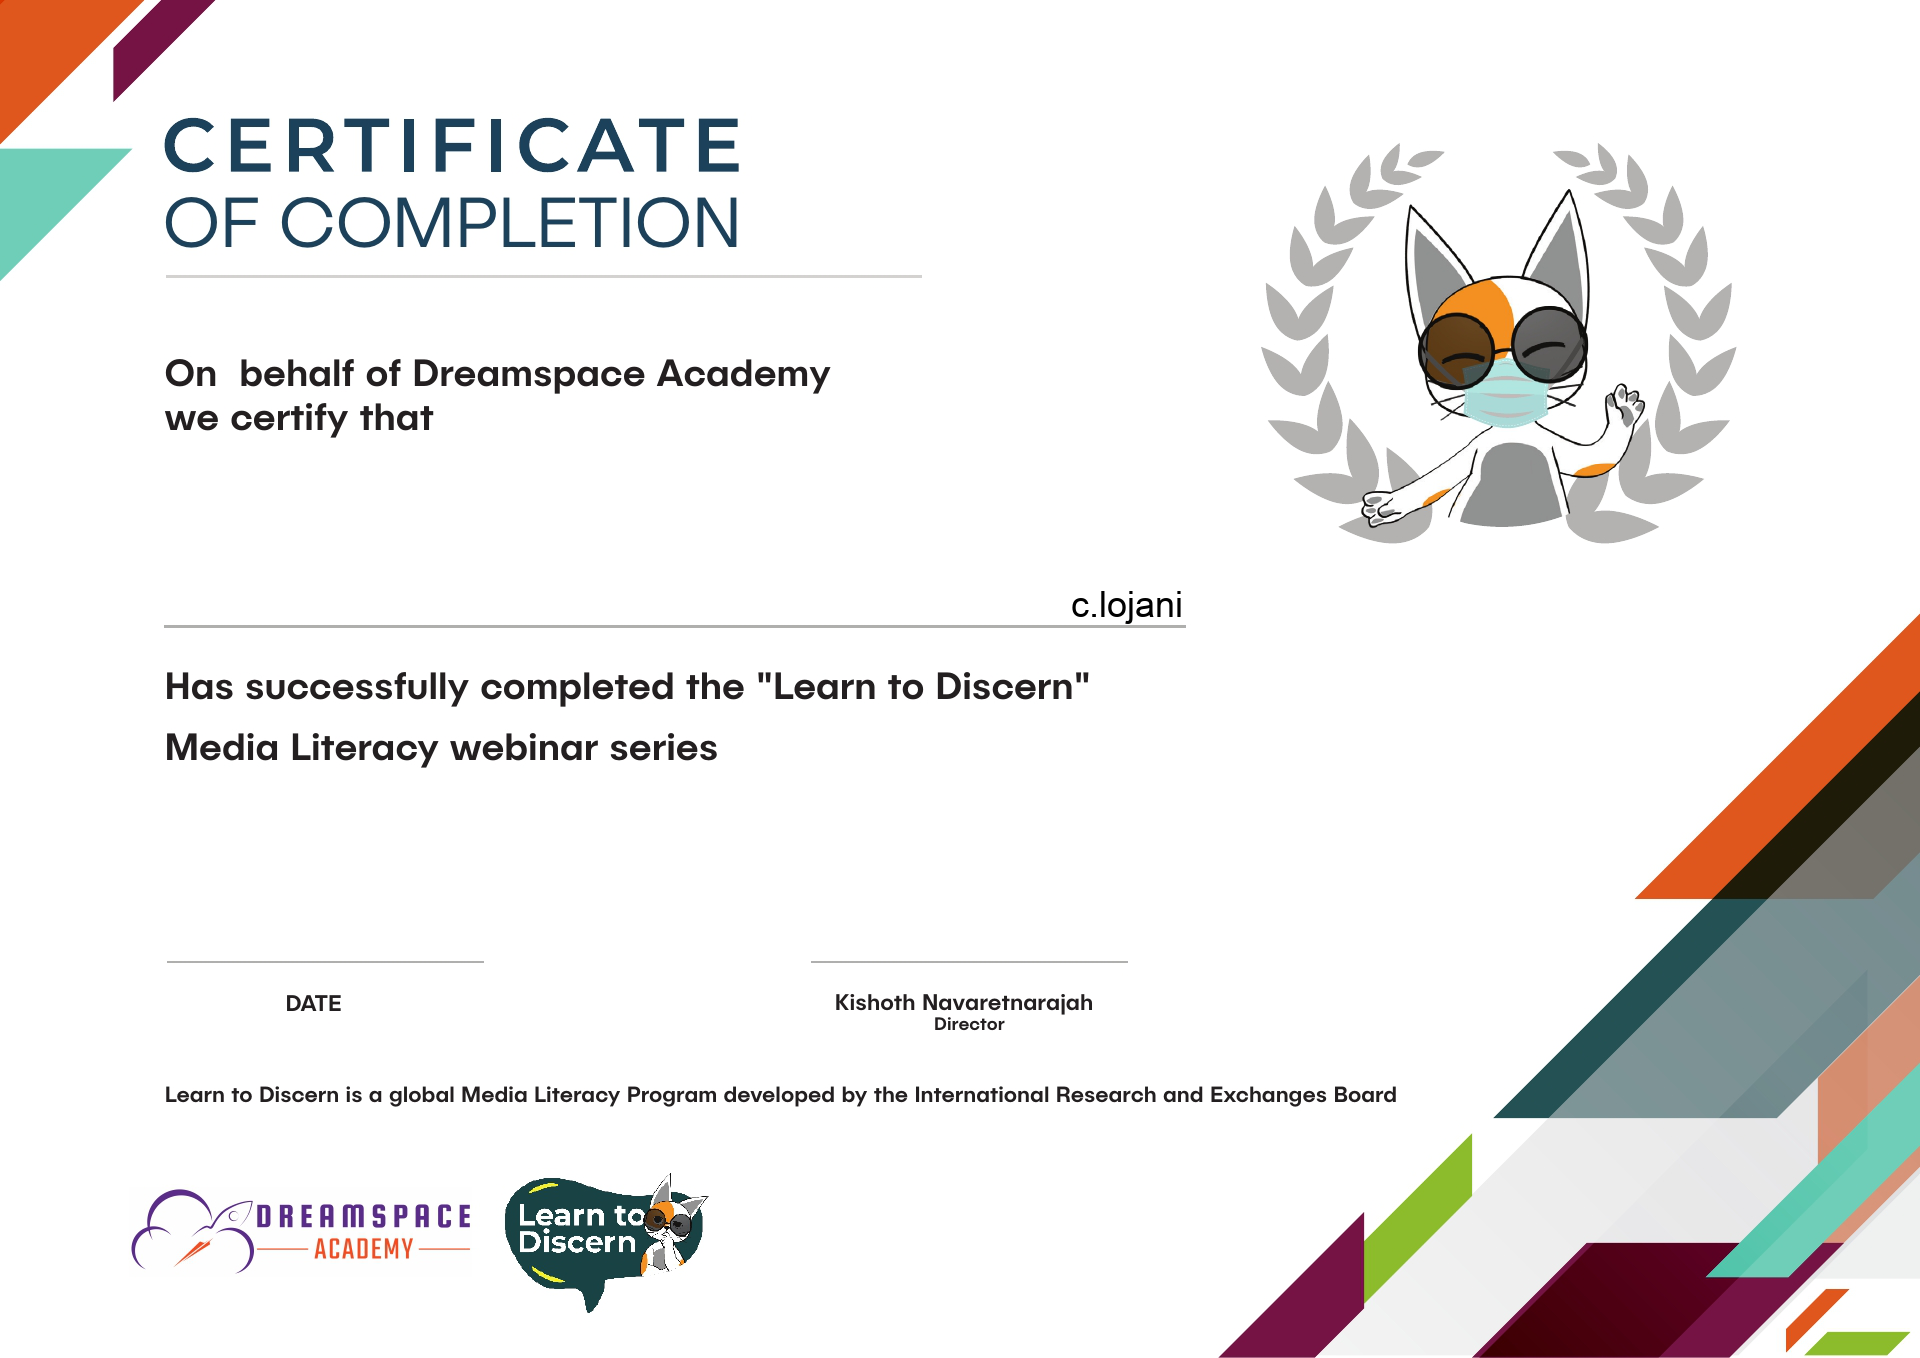 CERTIFICATE
OF COMPLETION
On  behalf of Dreamspace Academy
we certify that
c.lojani
Has successfully completed the "Learn to Discern"
Media Literacy webinar series
DATE
Kishoth Navaretnarajah
Director
Learn to Discern is a global Media Literacy Program developed by the International Research and Exchanges Board
DREAMSPACE
ACADEMY
Learn to
Discern